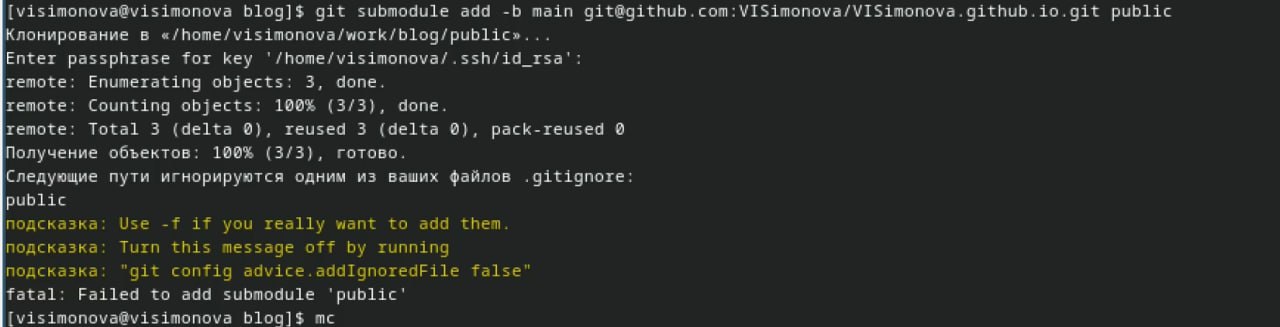 [visimonova@visimonova blog]$ git submodule add -b main git@github.com:VISimonova/VISimonova.github.io.git public
Клонирование в «/home/visimonova/work/blog/public»...
Enter passphrase for key '/home/visimonova/.ssh/id_rsa':
remote: Enumerating objects: 3, done.
remote: Counting objects: 100% (3/3), done.
remote: Total 3 (delta 0), reused 3 (delta 0), pack-reused 0
Получение объектов: 100% (3/3), готово.
Следующие пути игнорируются одним из ваших файлов .gitignore:
public
подсказка: Use -f if you really want to add them.
подсказка: Turn this message off by running
подсказка: "git config advice.addIgnoredFile false"
fatal: Failed to add submodule 'public'
[visimonova@visimonova blog]$ mc